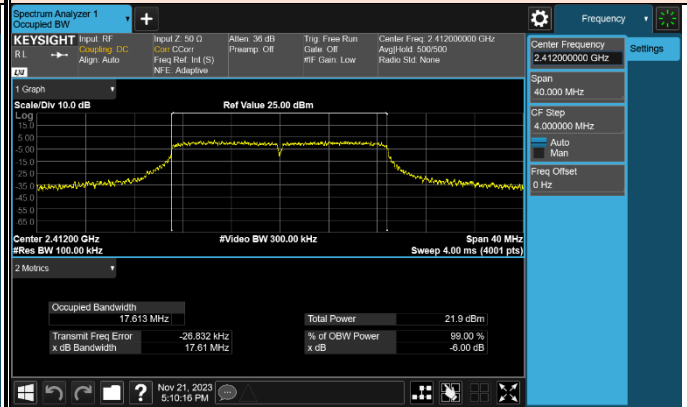 Spectrum Analyzer 1
Occupied BW
+
Frequency
KEYSIGHT
R L
LXI
Input: RF
Coupling: DC
Align: Auto
Input Z: 50 Ω
Corr CCorr
Freq Ref: Int (S)
NFE: Adaptive
Atten: 36 dB
Preamp: Off
Trig: Free Run
Gate: Off
#IF Gain: Low
Center Freq: 2.412000000 GHz
Avg|Hold: 500/500
Radio Std: None
Center Frequency
2.412000000 GHz
Settings
Span
40.000 MHz
CF Step
4.000000 MHz
Auto
Man
Freq Offset
0 Hz
1 Graph
Scale/Div 10.0 dB
Ref Value 25.00 dBm
Log
15.0
5.00
-5.00
-15.0
-25.0
-35.0
-45.0
-55.0
-65.0
Center 2.41200 GHz
#Video BW 300.00 kHz
Span 40 MHz
#Res BW 100.00 kHz
Sweep 4.00 ms (4001 pts)
2 Metrics
Occupied Bandwidth
17.613 MHz
Total Power 21.9 dBm
Transmit Freq Error -26.832 kHz
% of OBW Power 99.00 %
x dB Bandwidth 17.61 MHz
x dB -6.00 dB
?
Nov 21, 2023
5:10:16 PM